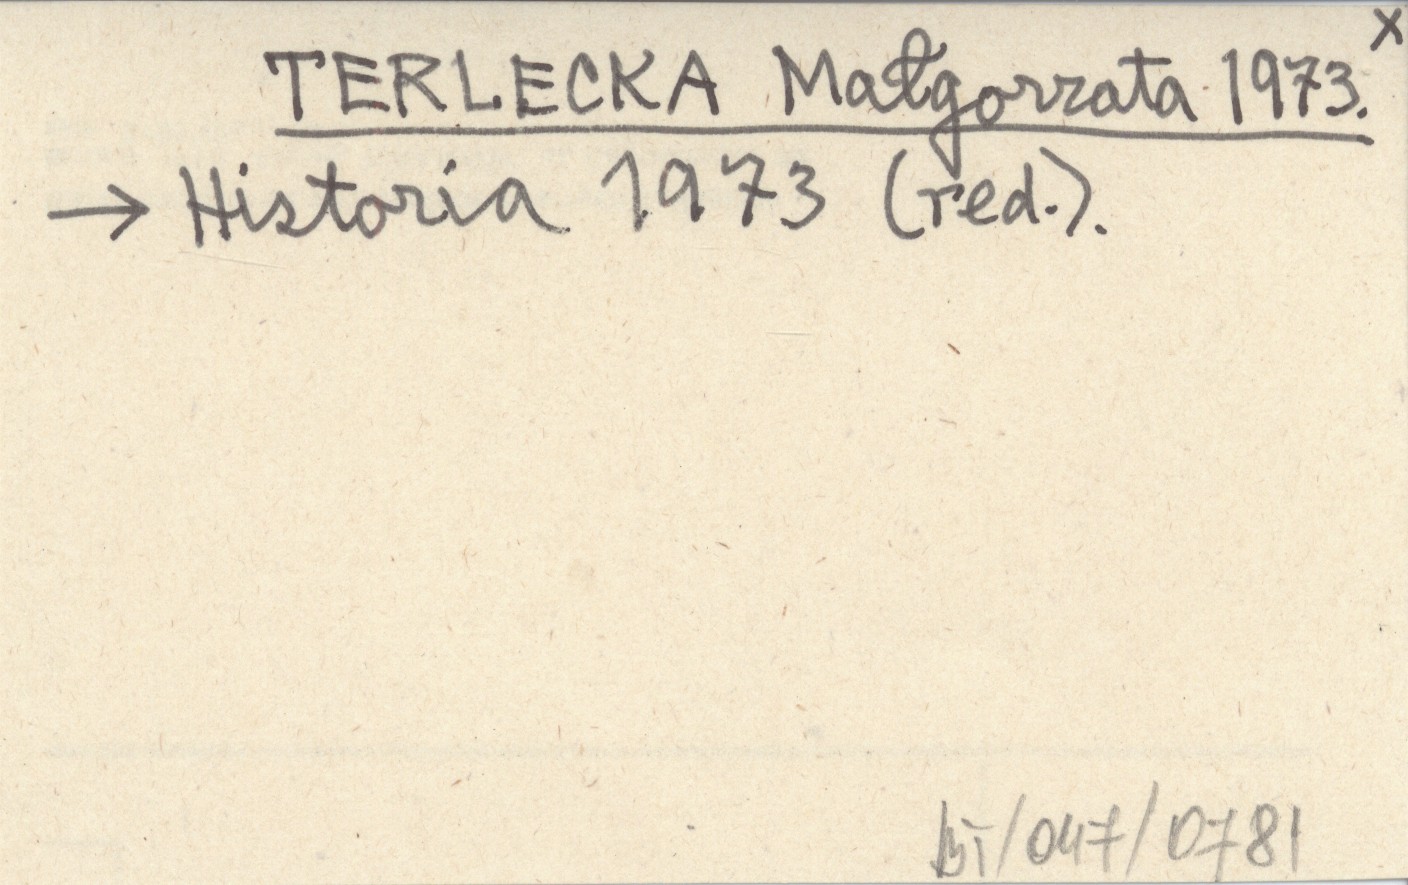 x
TERLECKA Małgorzata 1973.
→ Historia 1973 (red.).
BI/047/0781